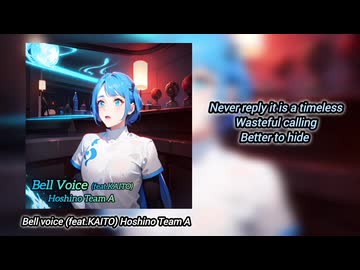 Bell Voice (feat.KAITO)
Hoshino Team A
Bell voice (feat.KAITO) Hoshino Team A
Never reply it is a timeless
Wasteful calling
Better to hide